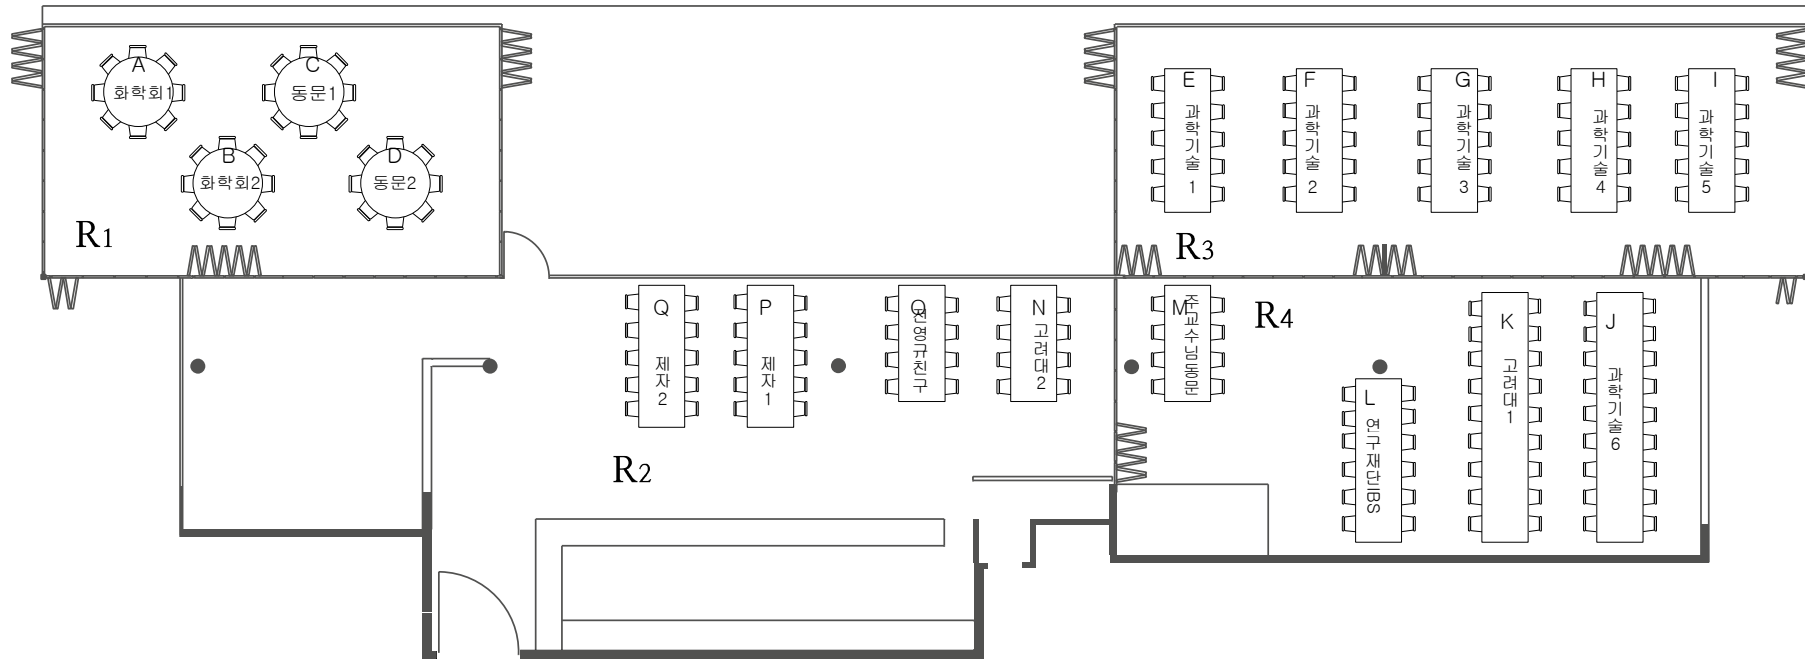 A
화학회1
C
동문1
B
화학회2
D
동문2
R1
E
과학기술 1
F
과학기술 2
G
과학기술 3
H
과학기술 4
I
과학기술 5
R3
Q
제자 2
P
제자 1
O
전영규친구
N
고려대 2
R2
M
주교수님동문
R4
L
연구재단IBS
K
고려대 1
J
과학기술 6